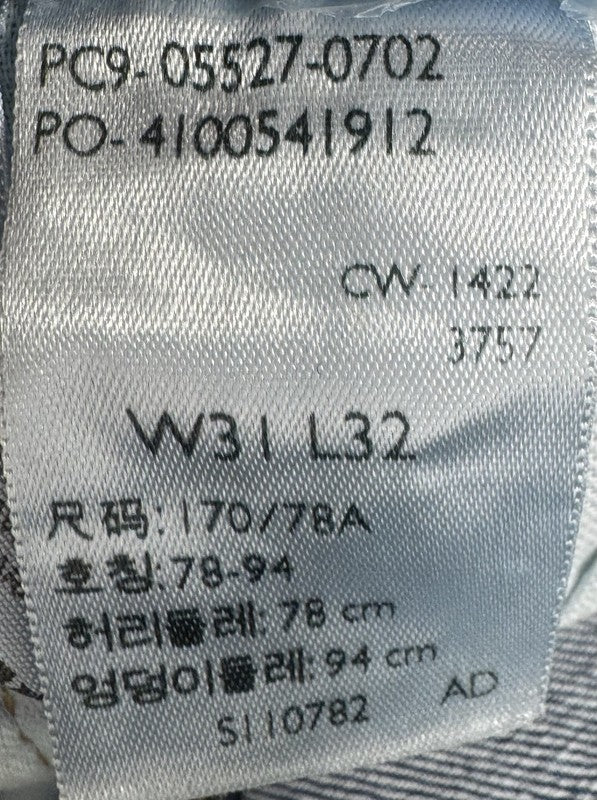 PC9-05527-0702
PO-4100541912
CW-1422
3757
W31 L32
尺码:170/78A
호칭:78-94
허리둘레: 78 cm
엉덩이둘레: 94 cm
S110782 AD